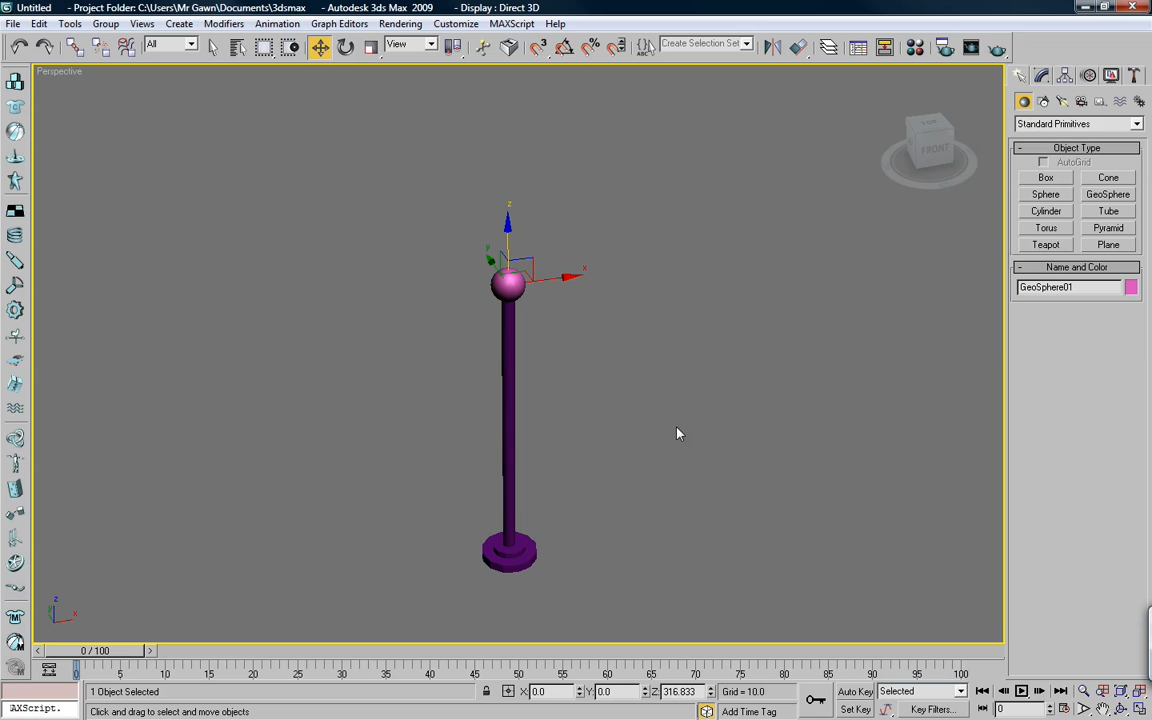 Untitled - Project Folder: C:\Users\Mr Gawn\Documents\3dsmax - Autodesk 3ds Max 2009 - Display : Direct 3D
File Edit Tools Group Views Create Modifiers Animation Graph Editors Rendering Customize MAXScript Help
All View Create Selection Set
Perspective
TOP
FRONT
Standard Primitives
- Object Type
AutoGrid
Box Cone
Sphere GeoSphere
Cylinder Tube
Torus Pyramid
Teapot Plane
- Name and Color
GeoSphere01
z
y
x
z
y
x
< 0 / 100 >
0 5 10 15 20 25 30 35 40 45 50 55 60 65 70 75 80 85 90 95 100
1 Object Selected X: 0.0 Y: 0.0 Z: 316.833 Grid = 10.0 Auto Key Selected
AXScript. Click and drag to select and move objects Add Time Tag Set Key Key Filters... 0